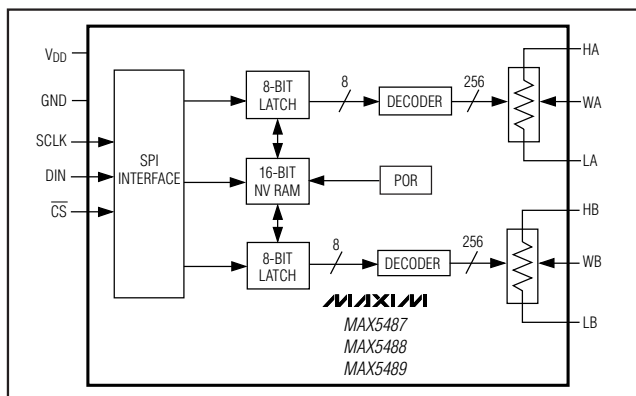 VDD
GND
SCLK
DIN
CS
SPI
INTERFACE
8-BIT
LATCH
8
DECODER
256
HA
WA
LA
16-BIT
NV RAM
POR
8-BIT
LATCH
8
DECODER
256
HB
WB
LB
MAXIM
MAX5487
MAX5488
MAX5489